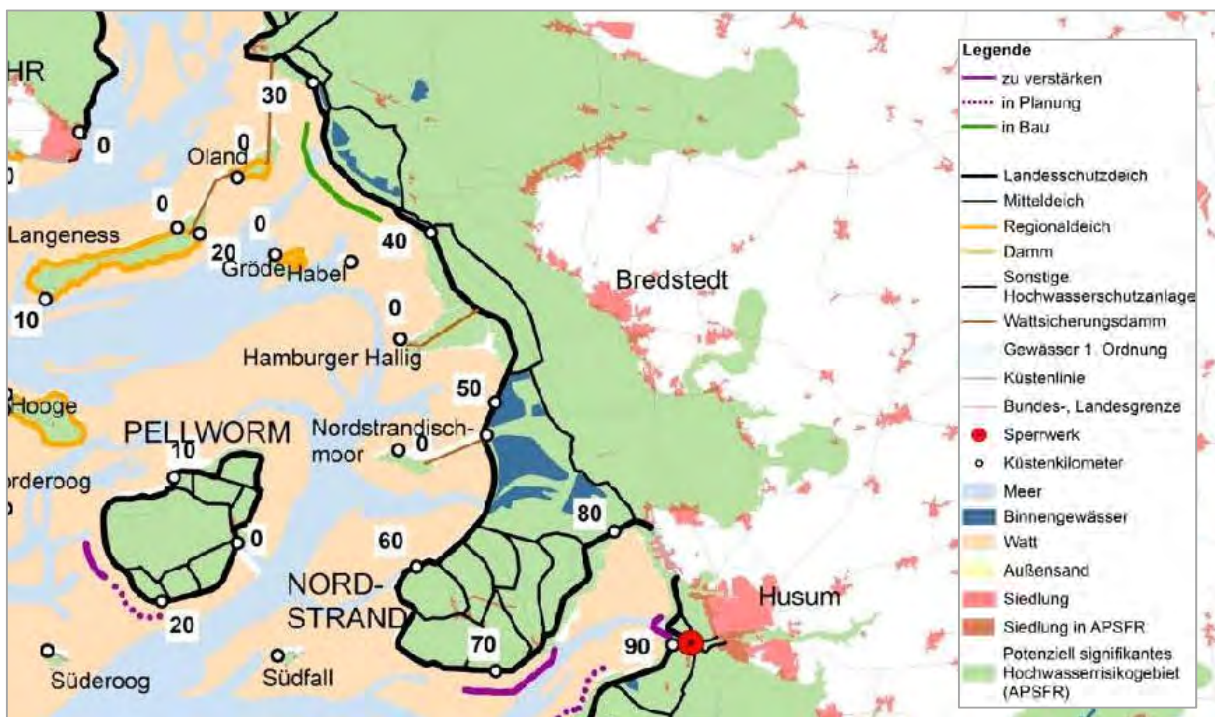 HR
30
0
0
Oland
0
Langeness
0
20
40
Gröde
Habel
10
0
Hamburger Hallig
Bredstedt
50
Hooge
PELLWORM
Nordstrandisch-
moor
0
10
orderoog
0
60
80
NORD-
STRAND
20
70
90
Husum
Süderoog
Südfall
Legende
zu verstärken
in Planung
in Bau
Landesschutzdeich
Mitteldeich
Regionaldeich
Damm
Sonstige
Hochwasserschutzanlage
Wattsicherungsdamm
Gewässer 1. Ordnung
Küstenlinie
Bundes-, Landesgrenze
Sperrwerk
Küstenkilometer
Meer
Binnengewässer
Watt
Außensand
Siedlung
Siedlung in APSFR
Potenziell signifikantes
Hochwasserrisikogebiet
(APSFR)